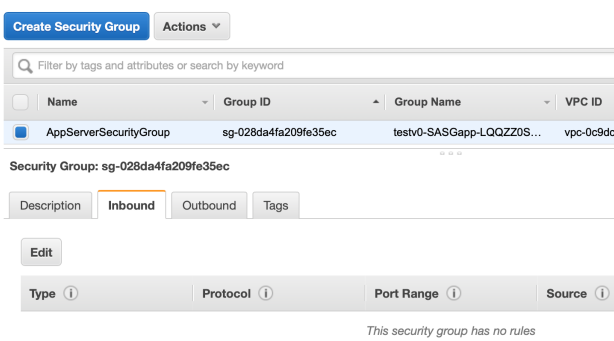 Create Security Group Actions
Filter by tags and attributes or search by keyword
Name Group ID Group Name VPC ID
AppServerSecurityGroup sg-028da4fa209fe35ec testv0-SASGapp-LQQZZ0S... vpc-0c9dc
Security Group: sg-028da4fa209fe35ec
Description Inbound Outbound Tags
Edit
Type i Protocol i Port Range i Source i
This security group has no rules